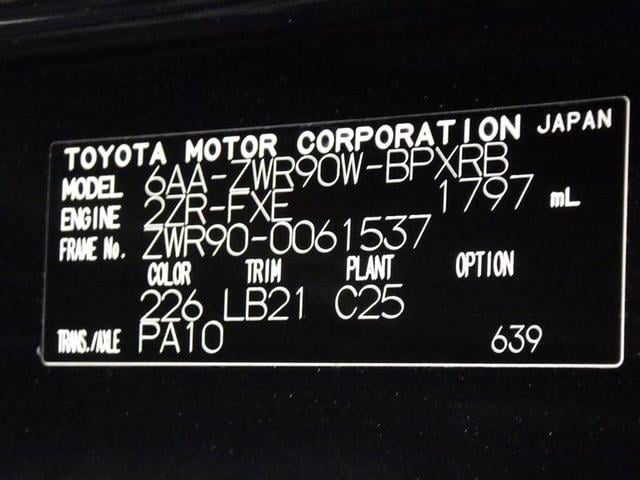 TOYOTA MOTOR CORPORATION JAPAN
MODEL 6AA-ZWR90W-BPXRB
ENGINE 2ZR-FXE 1797 mL
FRAME No. ZWR90-0061537
COLOR TRIM PLANT OPTION
226 LB21 C25
TRANS./AXLE PA10 639